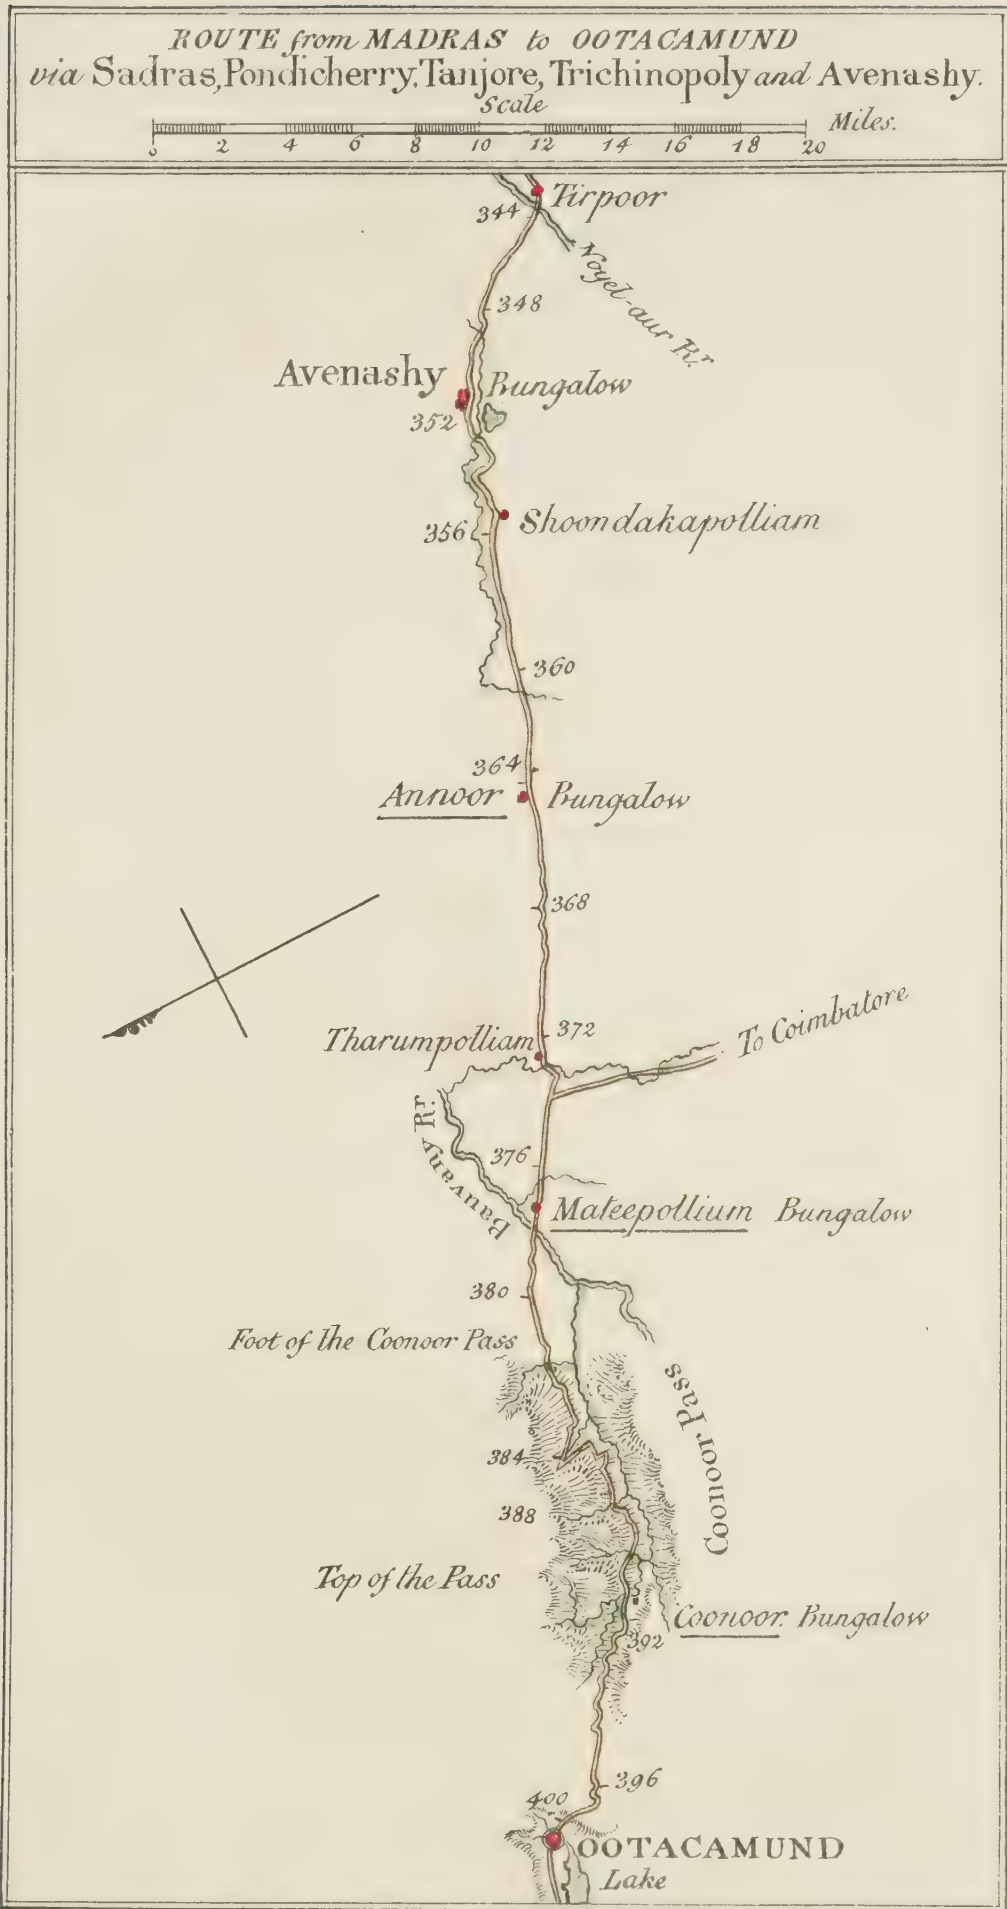 ROUTE from MADRAS to OOTACAMUND
via Sadras, Pondicherry, Tanjore, Trichinopoly and Avenashy.
Scale
Miles.
0 2 4 6 8 10 12 14 16 18 20
Tirpoor
344
Noyel-aur Rr.
348
Avenashy
Bungalow
352
Shoondakapolliam
356
360
364
Annoor
Bungalow
368
372
To Coimbatore
Tharumpolliam
Bauvany Rr.
376
Mateepollium Bungalow
380
Foot of the Coonoor Pass
Coonoor Pass
384
388
Top of the Pass
Coonoor. Bungalow
392
396
400
OOTACAMUND
Lake